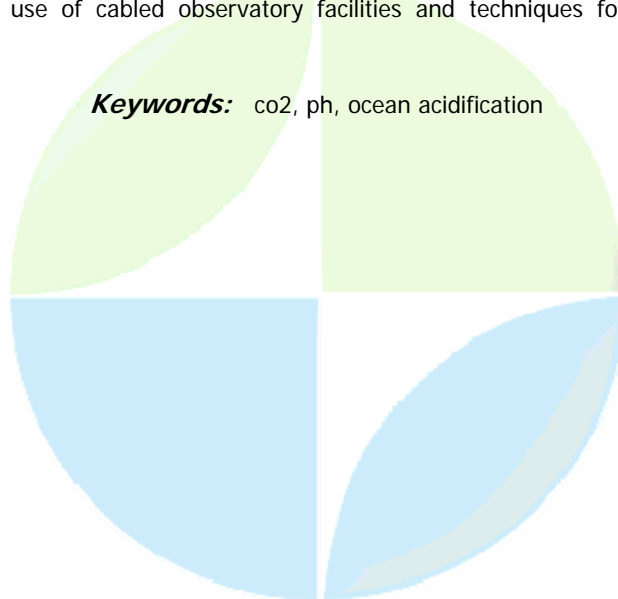 use of cabled observatory facilities and techniques fo
Keywords: co2, ph, ocean acidification